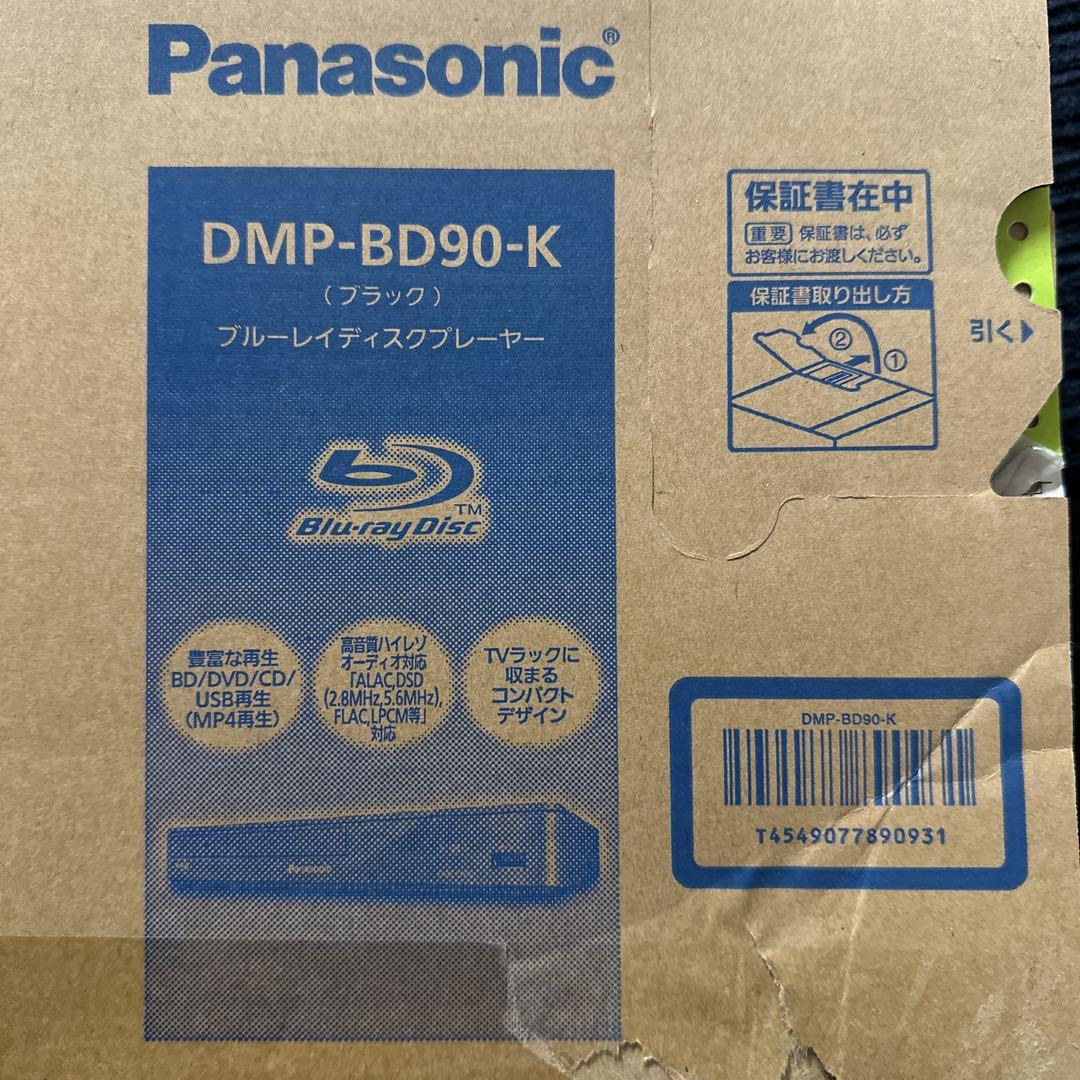 Panasonic®
DMP-BD90-K
(ブラック)
ブルーレイディスクプレーヤー
Blu-ray Disc™
豊富な再生
BD/DVD/CD/
USB再生
(MP4再生)
高音質ハイレゾ
オーディオ対応
「ALAC,DSD
(2.8MHz,5.6MHz),
FLAC,LPCM等」
対応
TVラックに
収まる
コンパクト
デザイン
Panasonic
保証書在中
重要 保証書は、必ず
お客様にお渡しください。
保証書取り出し方
②
①
引く
DMP-BD90-K
T4549077890931